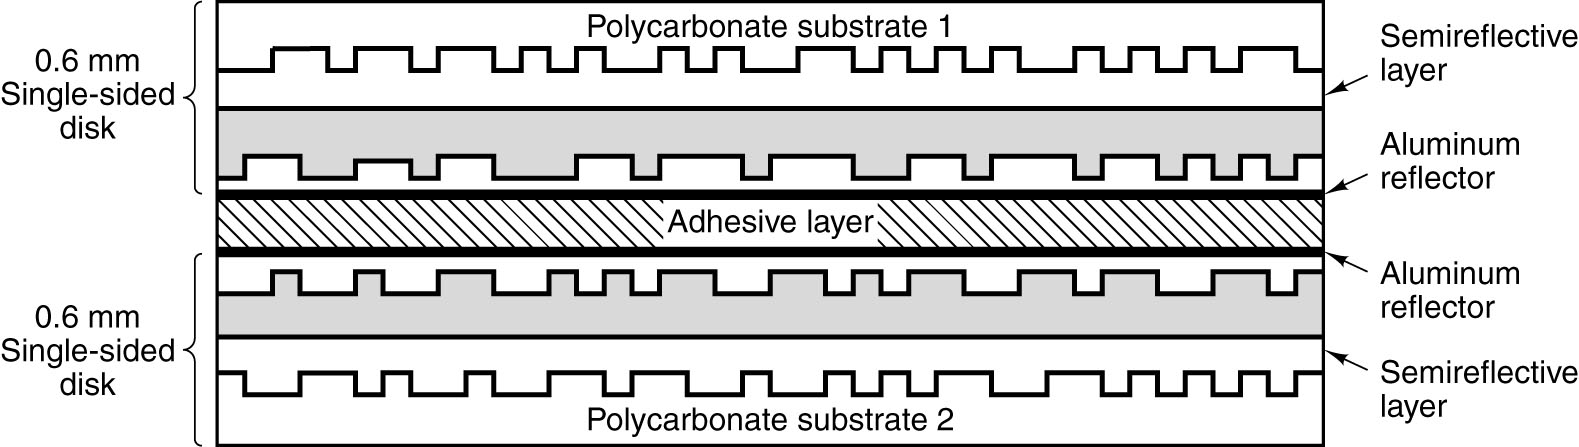 Polycarbonate substrate 1
0.6 mm
Single-sided
disk
Semireflective
layer
Aluminum
reflector
Adhesive layer
Aluminum
reflector
0.6 mm
Single-sided
disk
Semireflective
layer
Polycarbonate substrate 2